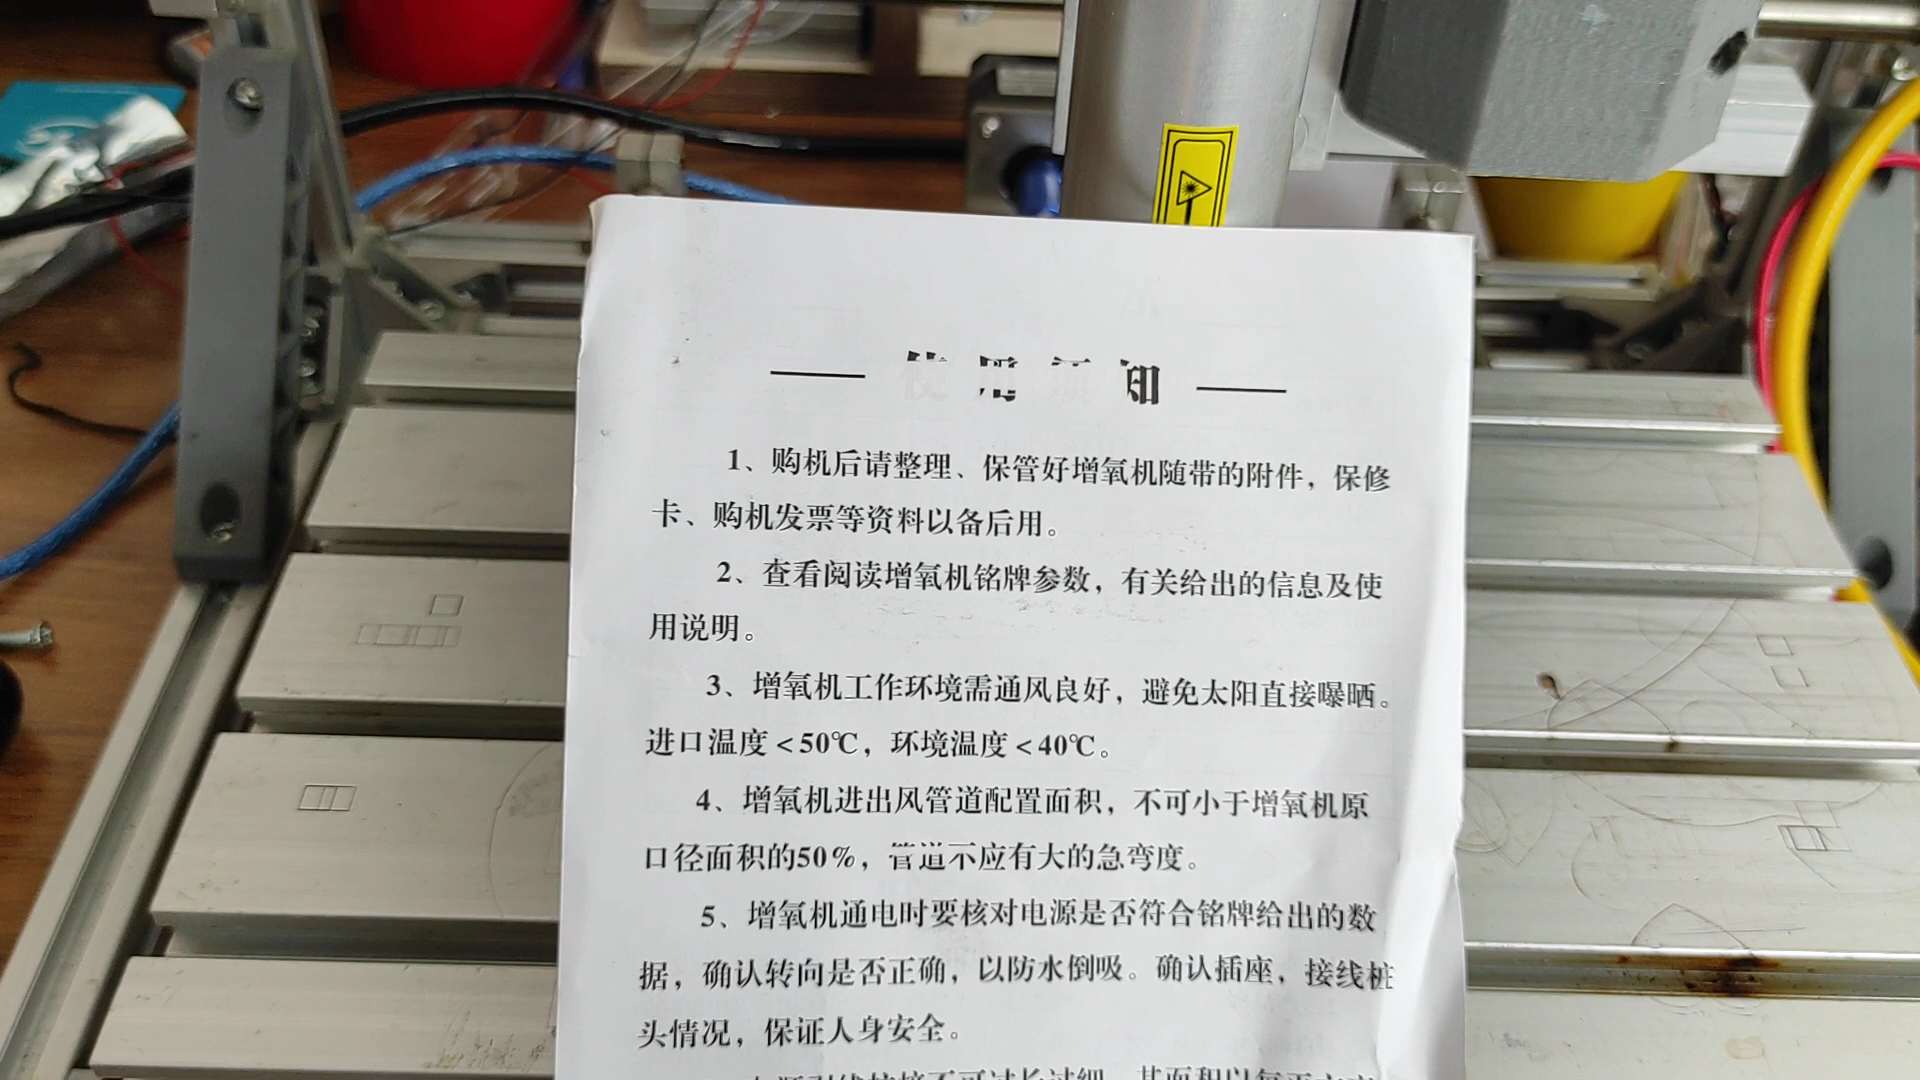 使用须知
1、购机后请整理、保管好增氧机随带的附件，保修
卡、购机发票等资料以备后用。
2、查看阅读增氧机铭牌参数，有关给出的信息及使
用说明。
3、增氧机工作环境需通风良好，避免太阳直接曝晒。
进口温度<50℃，环境温度<40℃。
4、增氧机进出风管道配置面积，不可小于增氧机原
口径面积的50%，管道不应有大的急弯度。
5、增氧机通电时要核对电源是否符合铭牌给出的数
据，确认转向是否正确，以防水倒吸。确认插座，接线桩
头情况，保证人身安全。